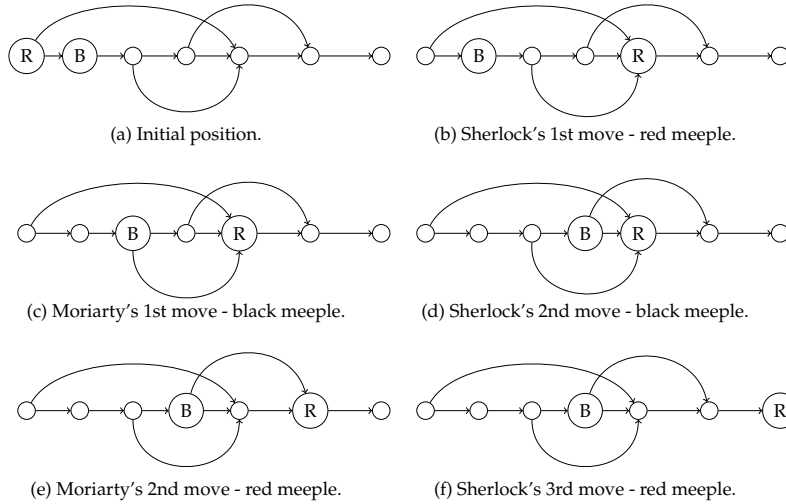 R B
B R
(a) Initial position.
(b) Sherlock's 1st move - red meeple.
B R
B R
(c) Moriarty's 1st move - black meeple.
(d) Sherlock's 2nd move - black meeple.
B R
B R
(e) Moriarty's 2nd move - red meeple.
(f) Sherlock's 3rd move - red meeple.